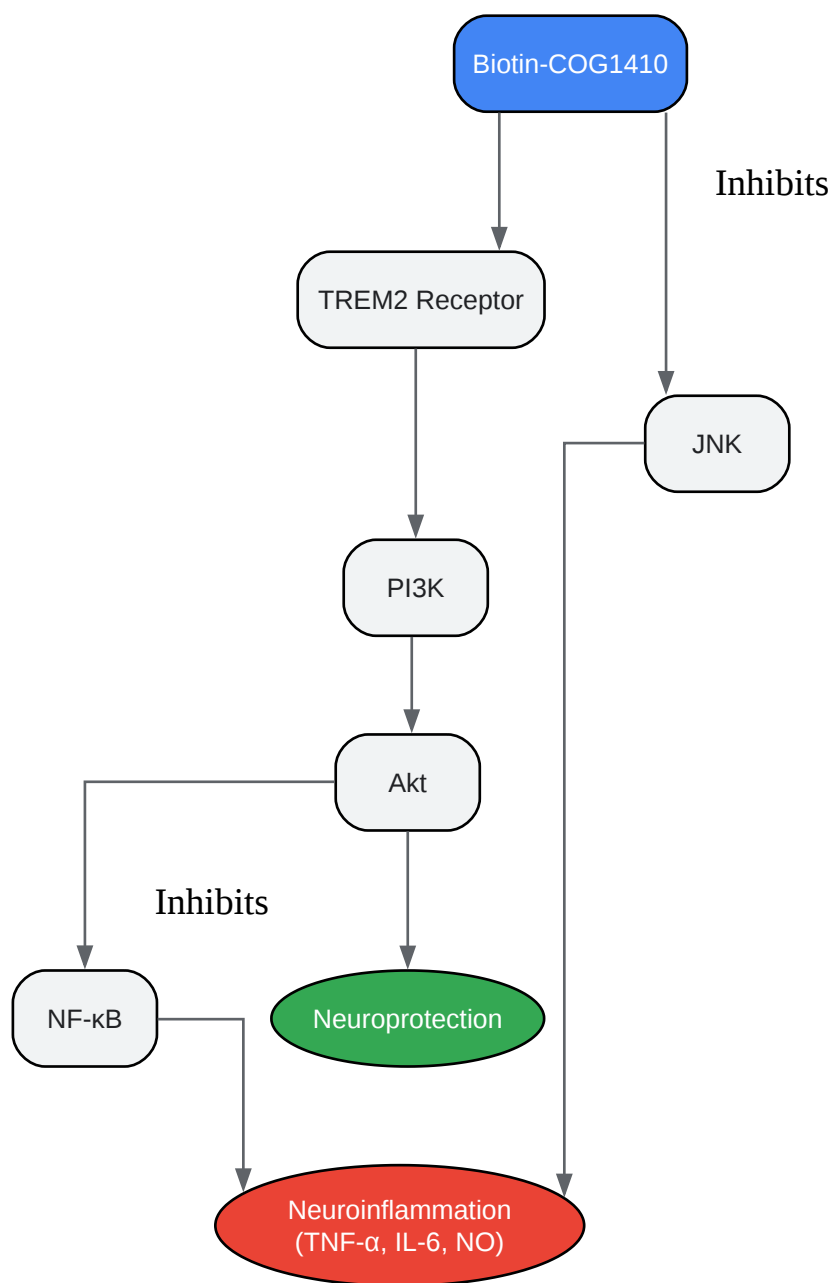 Biotin-COG1410
Inhibits
TREM2 Receptor
JNK
PI3K
Akt
Inhibits
NF-κB
Neuroprotection
Neuroinflammation
(TNF-α, IL-6, NO)